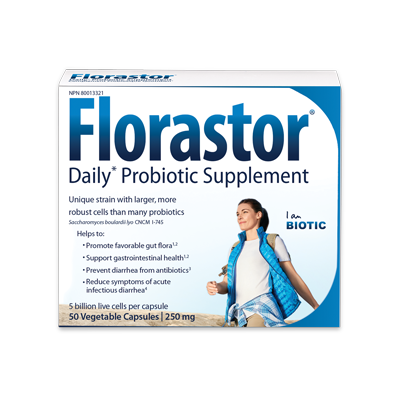 Florastor®
NPN 80013321
Florastor®
Daily* Probiotic Supplement
Unique strain with larger, more
robust cells than many probiotics
Saccharomyces boulardii lyo CNCM I-745
Helps to:
• Promote favorable gut flora¹,²
• Support gastrointestinal health¹,²
• Prevent diarrhea from antibiotics³
• Reduce symptoms of acute
infectious diarrhea⁴
5 billion live cells per capsule
50 Vegetable Capsules | 250 mg
I am
BIOTIC